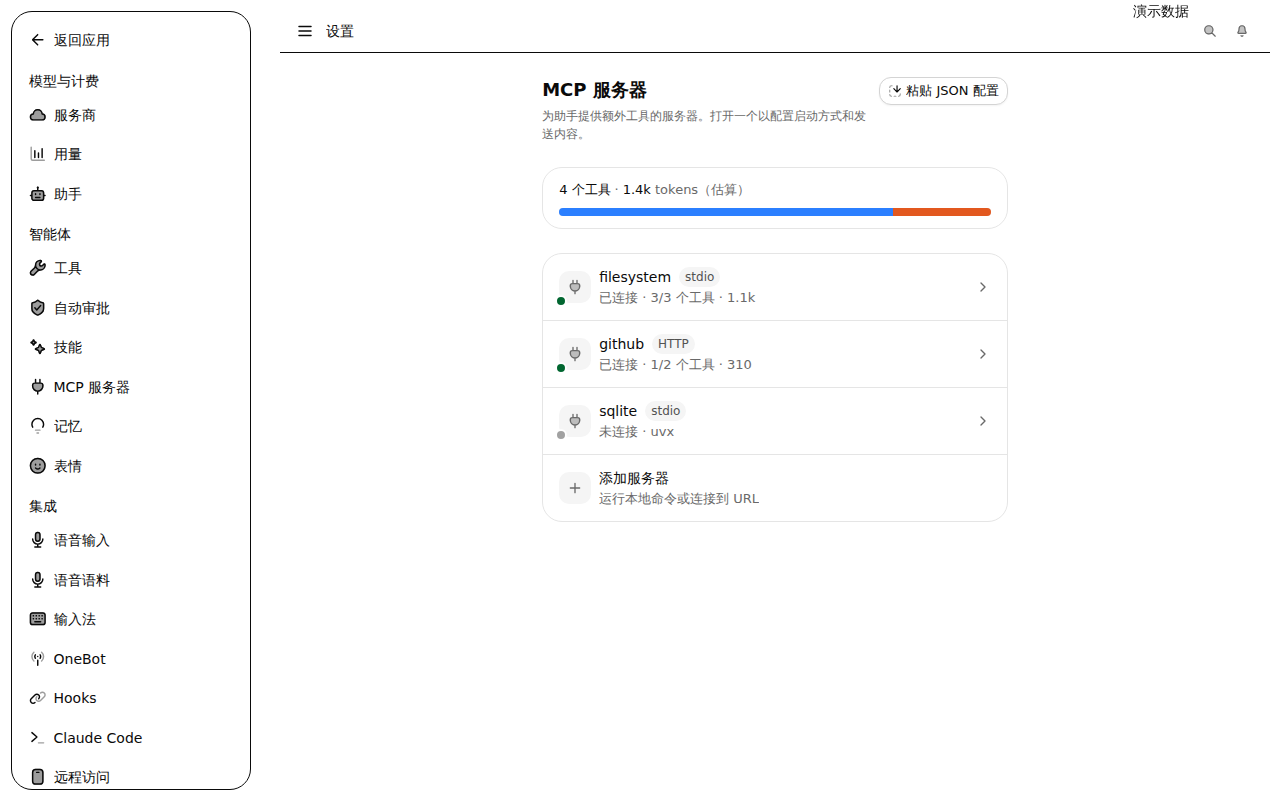 返回应用
模型与计费
服务商
用量
助手
智能体
工具
自动审批
技能
MCP 服务器
记忆
表情
集成
语音输入
语音语料
输入法
OneBot
Hooks
Claude Code
远程访问
设置
演示数据
MCP 服务器
粘贴 JSON 配置
为助手提供额外工具的服务器。打开一个以配置启动方式和发
送内容。
4 个工具 · 1.4k tokens（估算）
filesystem stdio
已连接 · 3/3 个工具 · 1.1k
github HTTP
已连接 · 1/2 个工具 · 310
sqlite stdio
未连接 · uvx
添加服务器
运行本地命令或连接到 URL